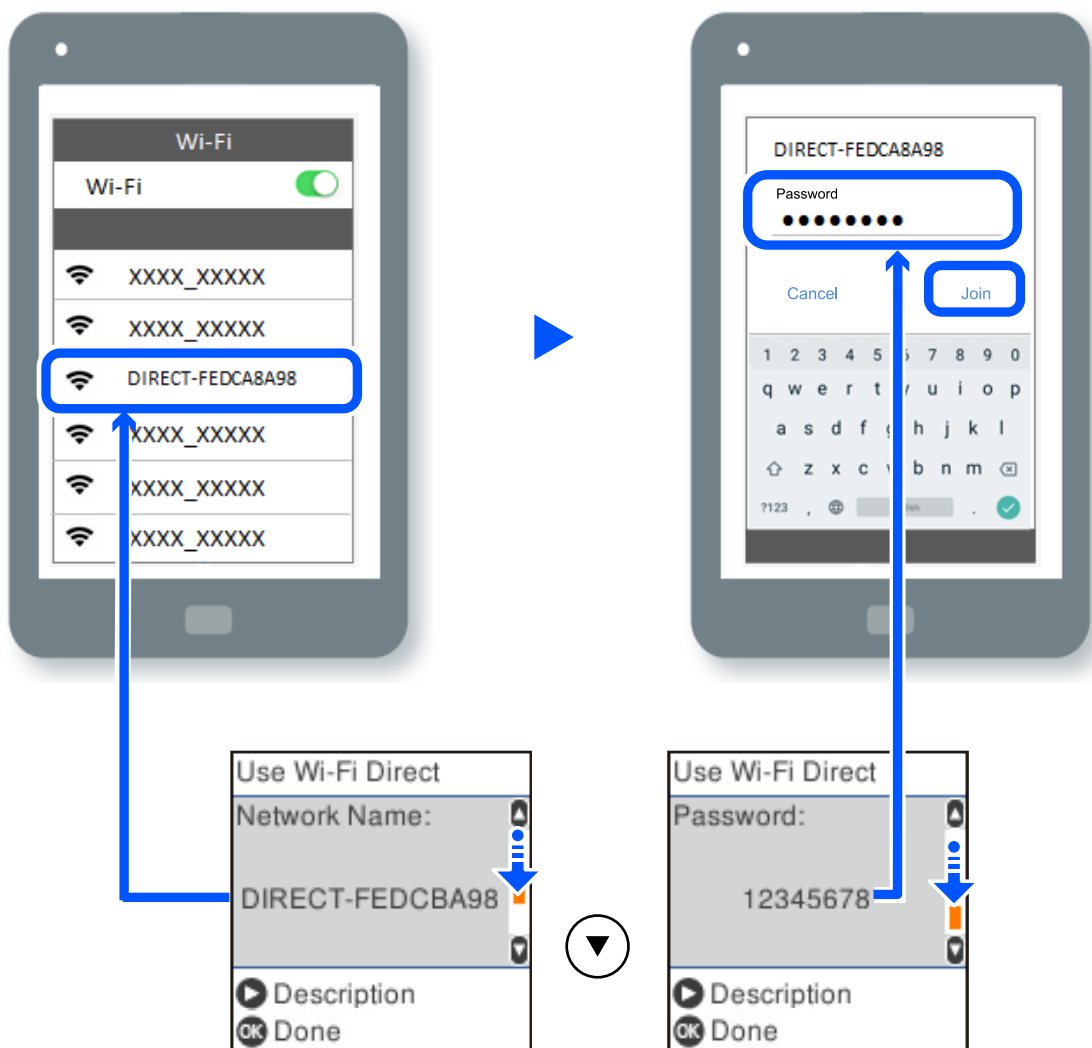 Wi-Fi
Wi-Fi
XXXX_XXXXX
XXXX_XXXXX
DIRECT-FEDCA8A98
XXXX_XXXXX
XXXX_XXXXX
XXXX_XXXXX
DIRECT-FEDCA8A98
Password
Cancel
Join
1 2 3 4 5 7 8 9 0
q w e r t u i o p
a s d f h j k l
z x c b n m
?123 , .
Use Wi-Fi Direct
Network Name:
DIRECT-FEDCBA98
Description
OK Done
Use Wi-Fi Direct
Password:
12345678
Description
OK Done